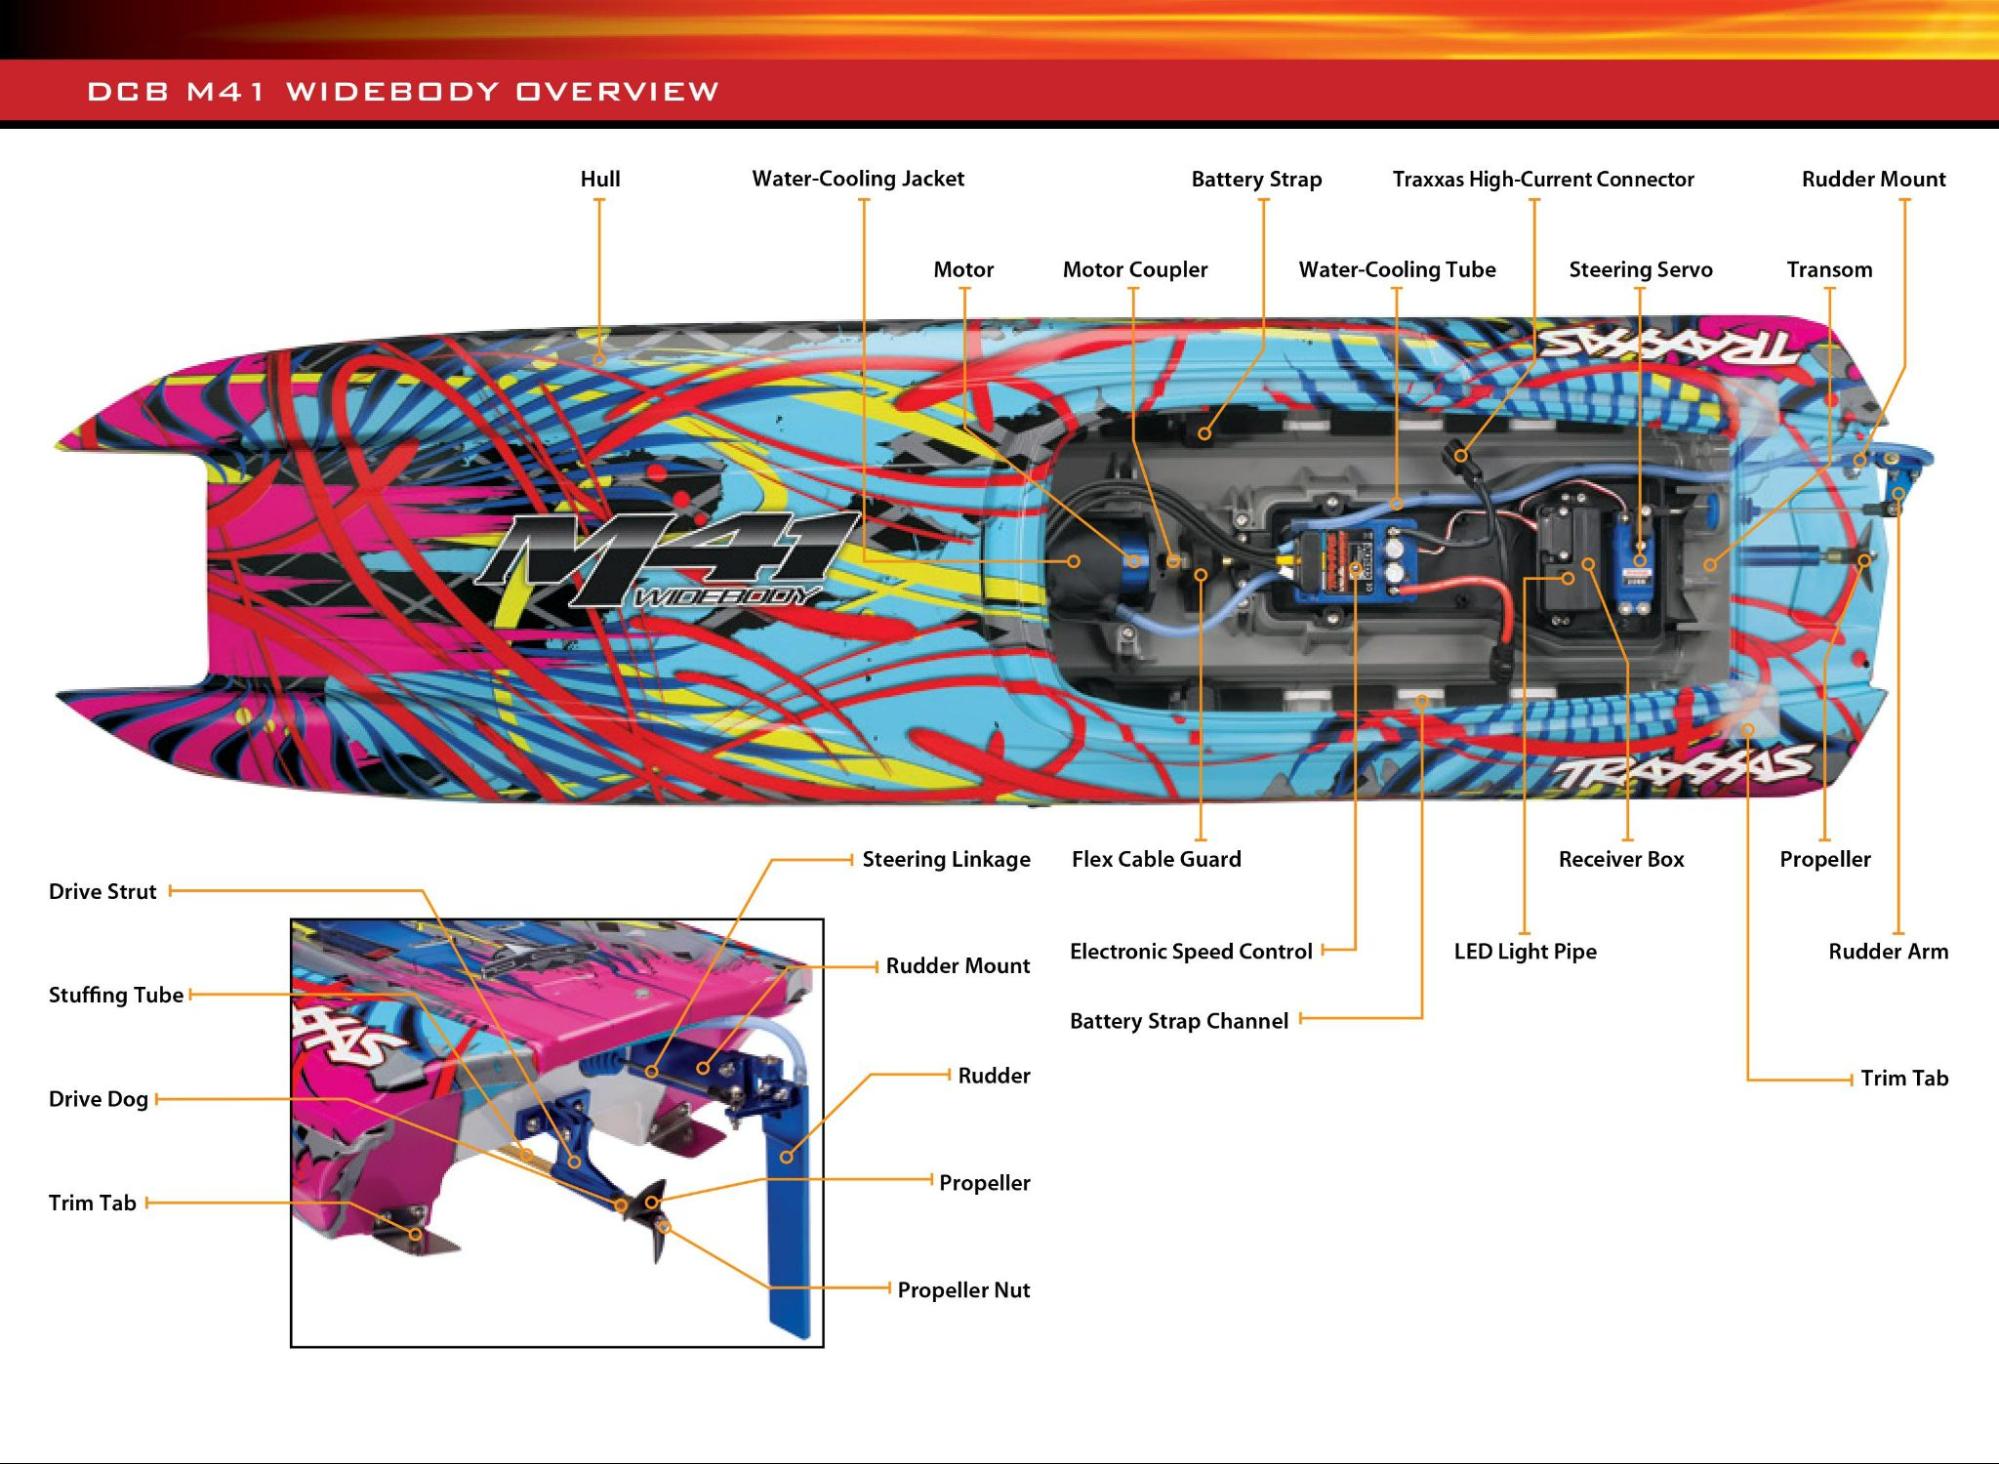 DCB M41 WIDEBODY OVERVIEW
Hull
Water-Cooling Jacket
Battery Strap
Traxxas High-Current Connector
Rudder Mount
Motor
Motor Coupler
Water-Cooling Tube
Steering Servo
Transom
TRAXXAS
M41
WIDEBODY
TRAXXAS
Steering Linkage
Flex Cable Guard
Receiver Box
Propeller
Drive Strut
Electronic Speed Control
LED Light Pipe
Rudder Arm
Rudder Mount
Stuffing Tube
Battery Strap Channel
Rudder
Trim Tab
Drive Dog
Propeller
Trim Tab
Propeller Nut